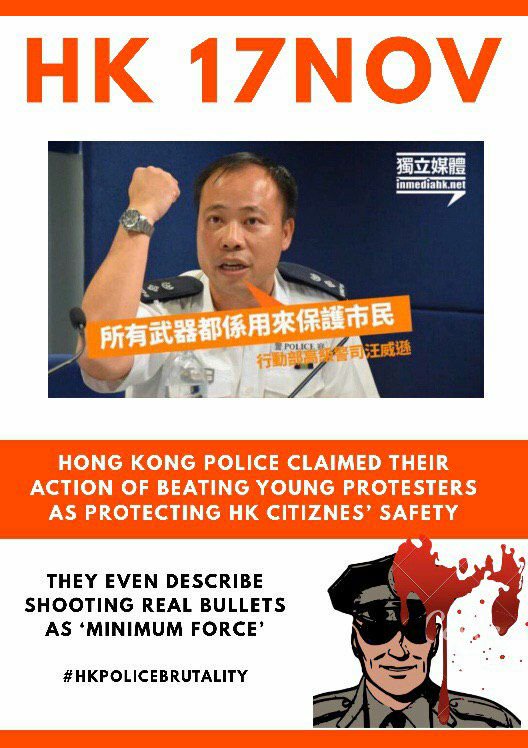 HK 17NOV
獨立媒體
inmediahk.net
所有武器都係用來保護市民
POLICE
行動部高級警司汪威遜
HONG KONG POLICE CLAIMED THEIR
ACTION OF BEATING YOUNG PROTESTERS
AS PROTECTING HK CITIZNES’ SAFETY
THEY EVEN DESCRIBE
SHOOTING REAL BULLETS
AS ‘MINIMUM FORCE’
#HKPOLICEBRUTALITY